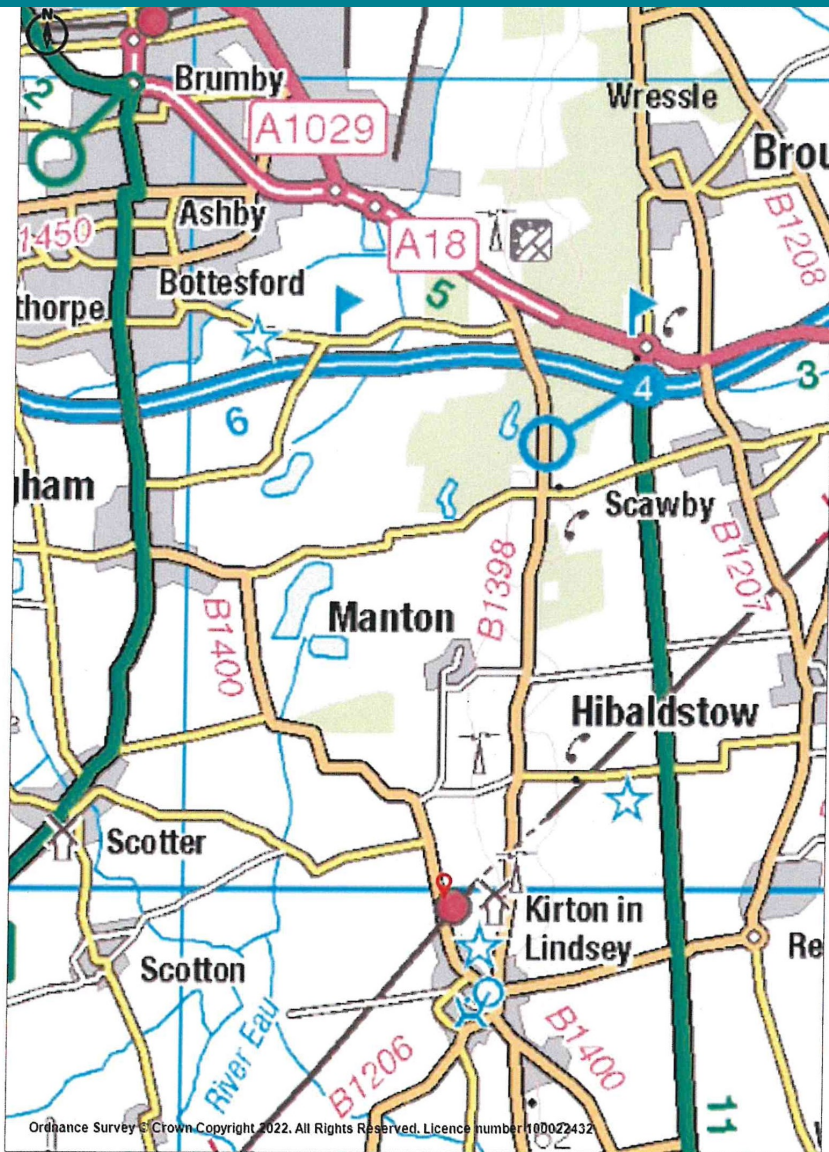 N
2
Brumby
Wressle
A1029
Brou
Ashby
B1208
1450
A18
Bottesford
5
thorpe
4
3
6
gham
Scawby
B1398
B1207
Manton
B1400
Hibaldstow
Scotter
Kirton in
Lindsey
Re
Scotton
River Eau
B1206
B1400
11
Ordnance Survey © Crown Copyright 2022. All Rights Reserved. Licence number 100022432